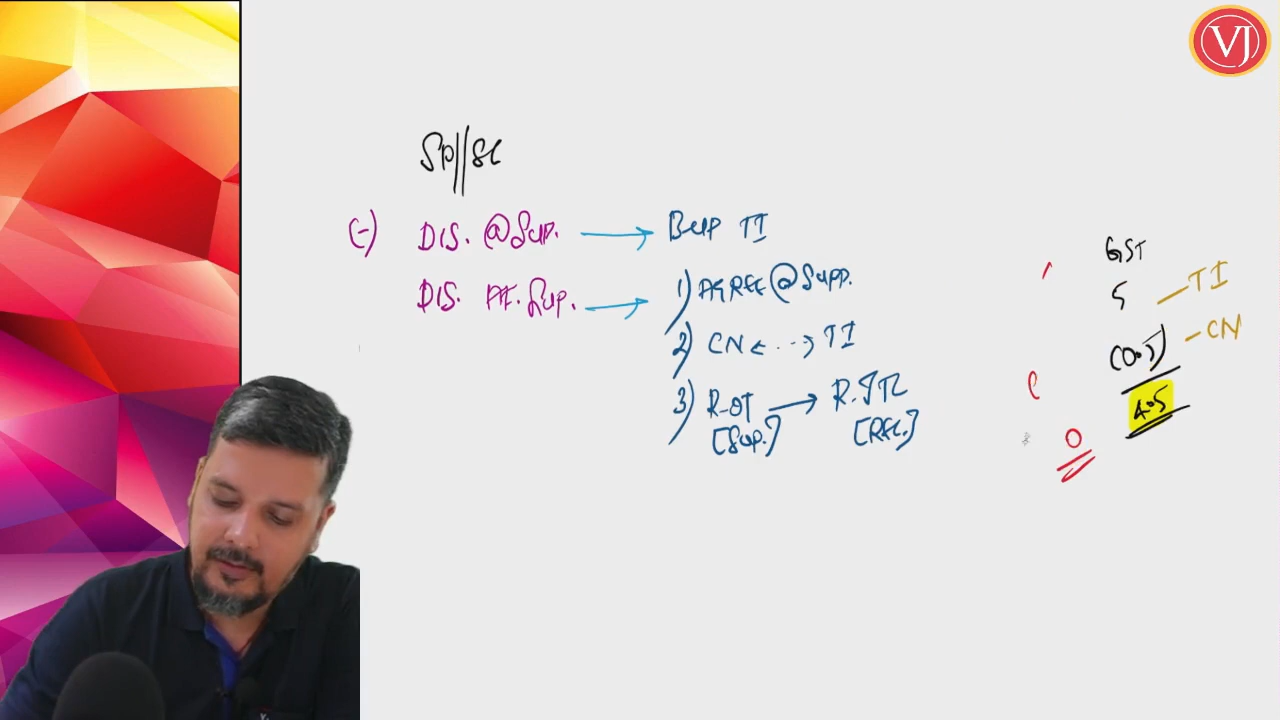 VJ
SP//SC
(-) DIS. @SUP. → BUP TI
DIS. AF. SUP. → 1) AGREE @SUPP.
2) CN <--> TI
3) R-OT → R.ITC
[SUP.] [REC.]
GST
5 - TI
(0.5) - CN
4.5
0